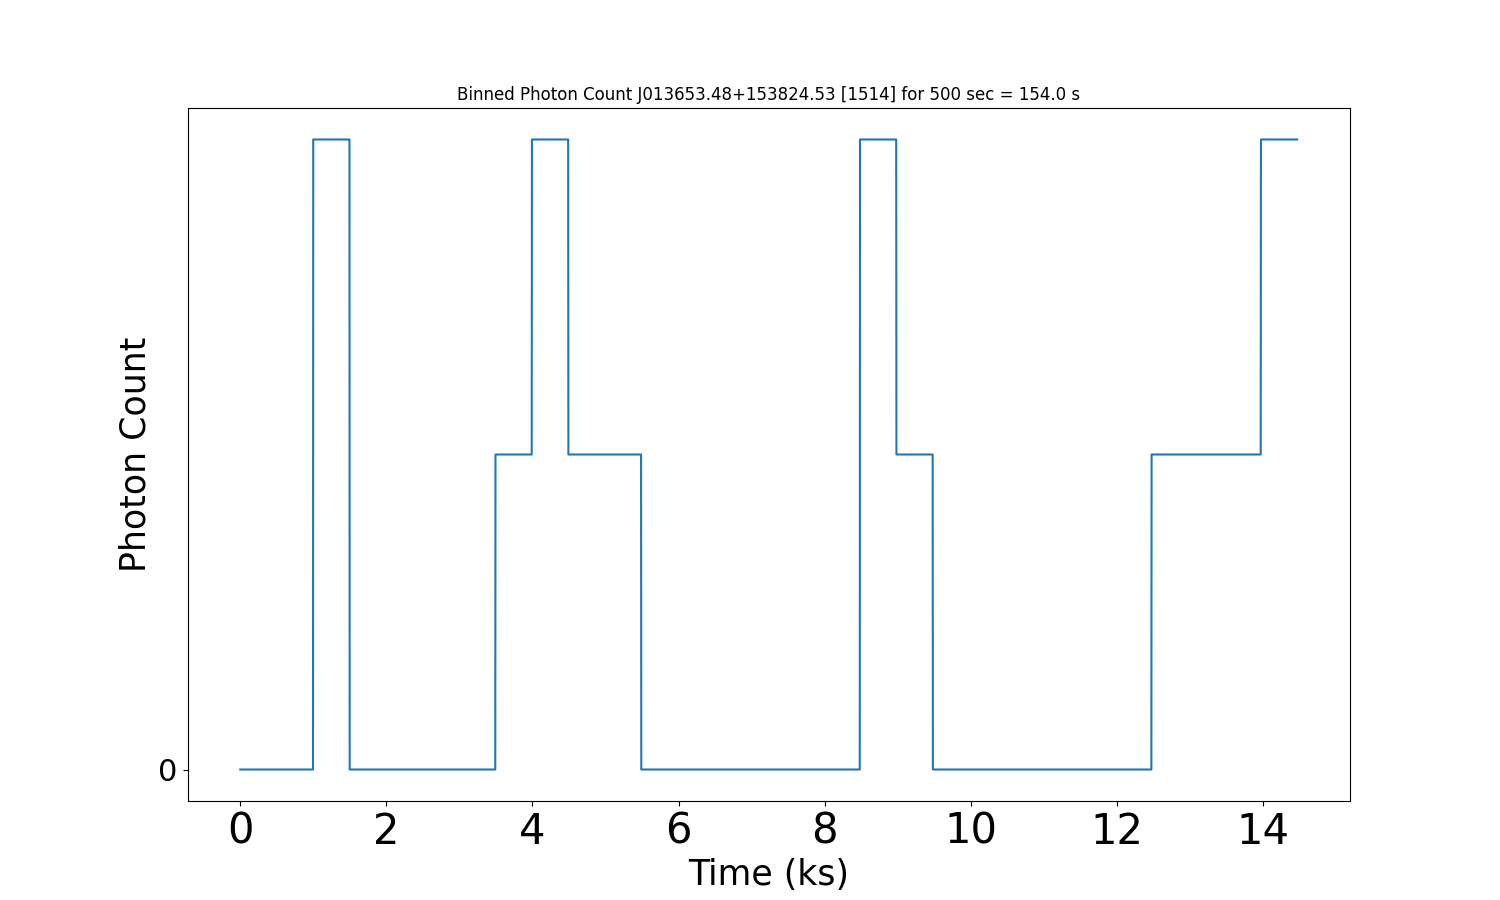 Binned Photon Count J013653.48+153824.53 [1514] for 500 sec = 154.0 s
Photon Count
0
0 2 4 6 8 10 12 14
Time (ks)